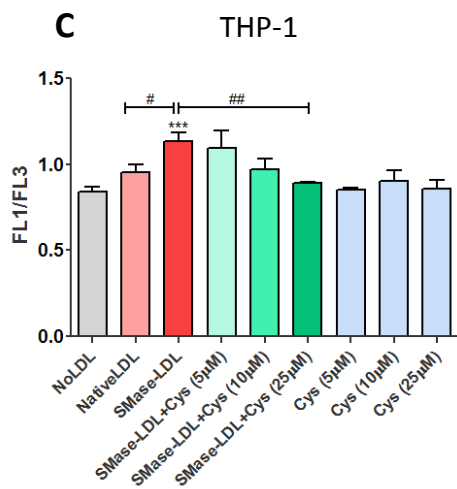 C THP-1
1.5
# ##
***
1.0
FL1/FL3
0.5
0.0
NoLDL
NativeLDL
SMase-LDL
SMase-LDL+Cys (5µM)
SMase-LDL+Cys (10µM)
SMase-LDL+Cys (25µM)
Cys (5µM)
Cys (10µM)
Cys (25µM)